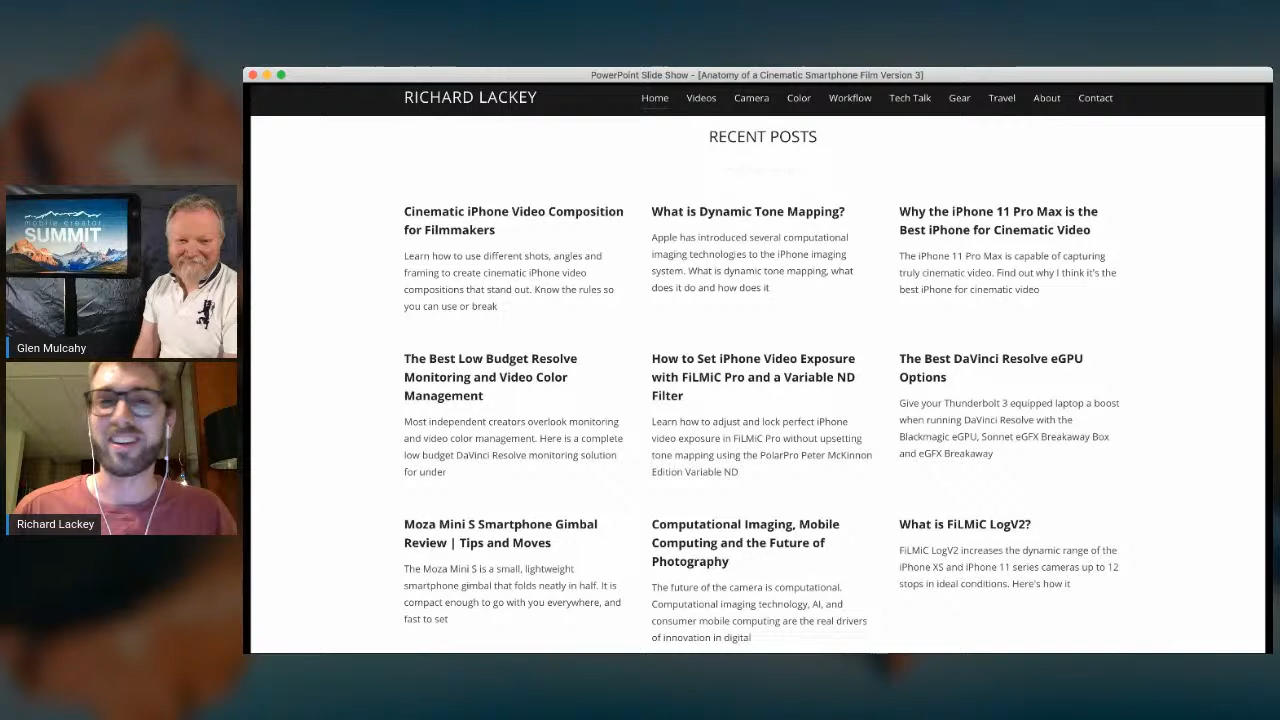 PowerPoint Slide Show - [Anatomy of a Cinematic Smartphone Film Version 3]
RICHARD LACKEY
Home Videos Camera Color Workflow Tech Talk Gear Travel About Contact
RECENT POSTS
Cinematic iPhone Video Composition
for Filmmakers
Learn how to use different shots, angles and
framing to create cinematic iPhone video
compositions that stand out. Know the rules so
you can use or break
What is Dynamic Tone Mapping?
Apple has introduced several computational
imaging technologies to the iPhone imaging
system. What is dynamic tone mapping, what
does it do and how does it
Why the iPhone 11 Pro Max is the
Best iPhone for Cinematic Video
The iPhone 11 Pro Max is capable of capturing
truly cinematic video. Find out why I think it's the
best iPhone for cinematic video
The Best Low Budget Resolve
Monitoring and Video Color
Management
Most independent creators overlook monitoring
and video color management. Here is a complete
low budget DaVinci Resolve monitoring solution
for under
How to Set iPhone Video Exposure
with FiLMiC Pro and a Variable ND
Filter
Learn how to adjust and lock perfect iPhone
video exposure in FiLMiC Pro without upsetting
tone mapping using the PolarPro Peter McKinnon
Edition Variable ND
The Best DaVinci Resolve eGPU
Options
Give your Thunderbolt 3 equipped laptop a boost
when running DaVinci Resolve with the
Blackmagic eGPU, Sonnet eGFX Breakaway Box
and eGFX Breakaway
Moza Mini S Smartphone Gimbal
Review | Tips and Moves
The Moza Mini S is a small, lightweight
smartphone gimbal that folds neatly in half. It is
compact enough to go with you everywhere, and
fast to set
Computational Imaging, Mobile
Computing and the Future of
Photography
The future of the camera is computational.
Computational imaging technology, AI, and
consumer mobile computing are the real drivers
of innovation in digital
What is FiLMiC LogV2?
FiLMiC LogV2 increases the dynamic range of the
iPhone XS and iPhone 11 series cameras up to 12
stops in ideal conditions. Here's how it
mobile creator
SUMMIT
Glen Mulcahy
Richard Lackey